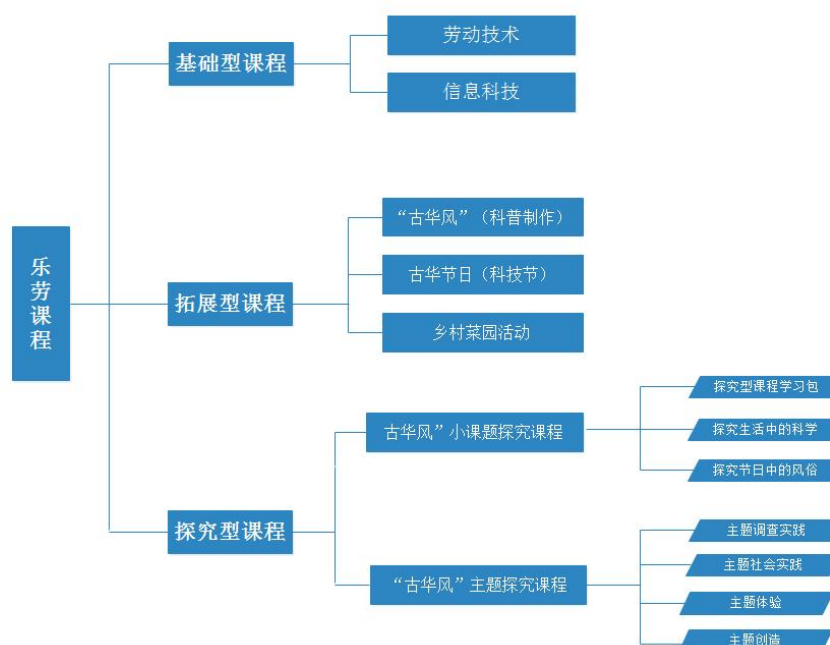 乐劳课程
基础型课程
劳动技术
信息科技
拓展型课程
“古华风”（科普制作）
古华节日（科技节）
乡村菜园活动
探究型课程
古华风”小课题探究课程
探究型课程学习包
探究生活中的科学
探究节日中的风俗
“古华风”主题探究课程
主题调查实践
主题社会实践
主题体验
主题创造